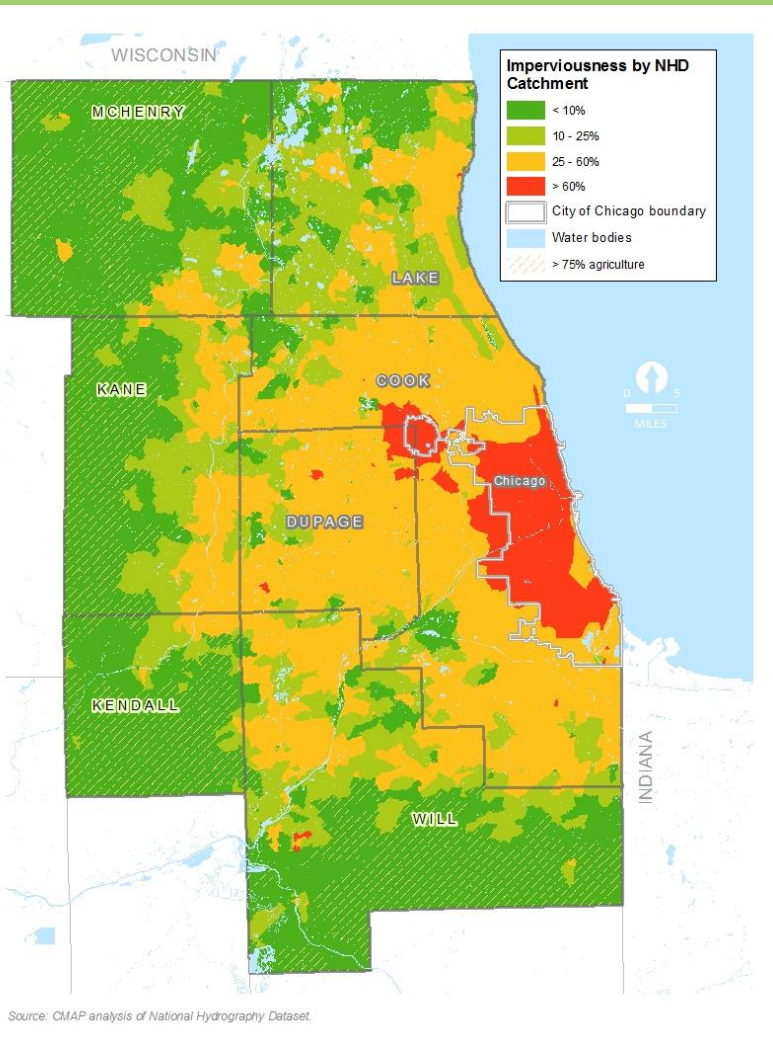 WISCONSIN
Imperviousness by NHD
Catchment
< 10%
10 - 25%
25 - 60%
> 60%
City of Chicago boundary
Water bodies
> 75% agriculture
MCHENRY
LAKE
KANE
COOK
0 5
MILES
Chicago
DUPAGE
KENDALL
INDIANA
WILL
Source: CMAP analysis of National Hydrography Dataset.